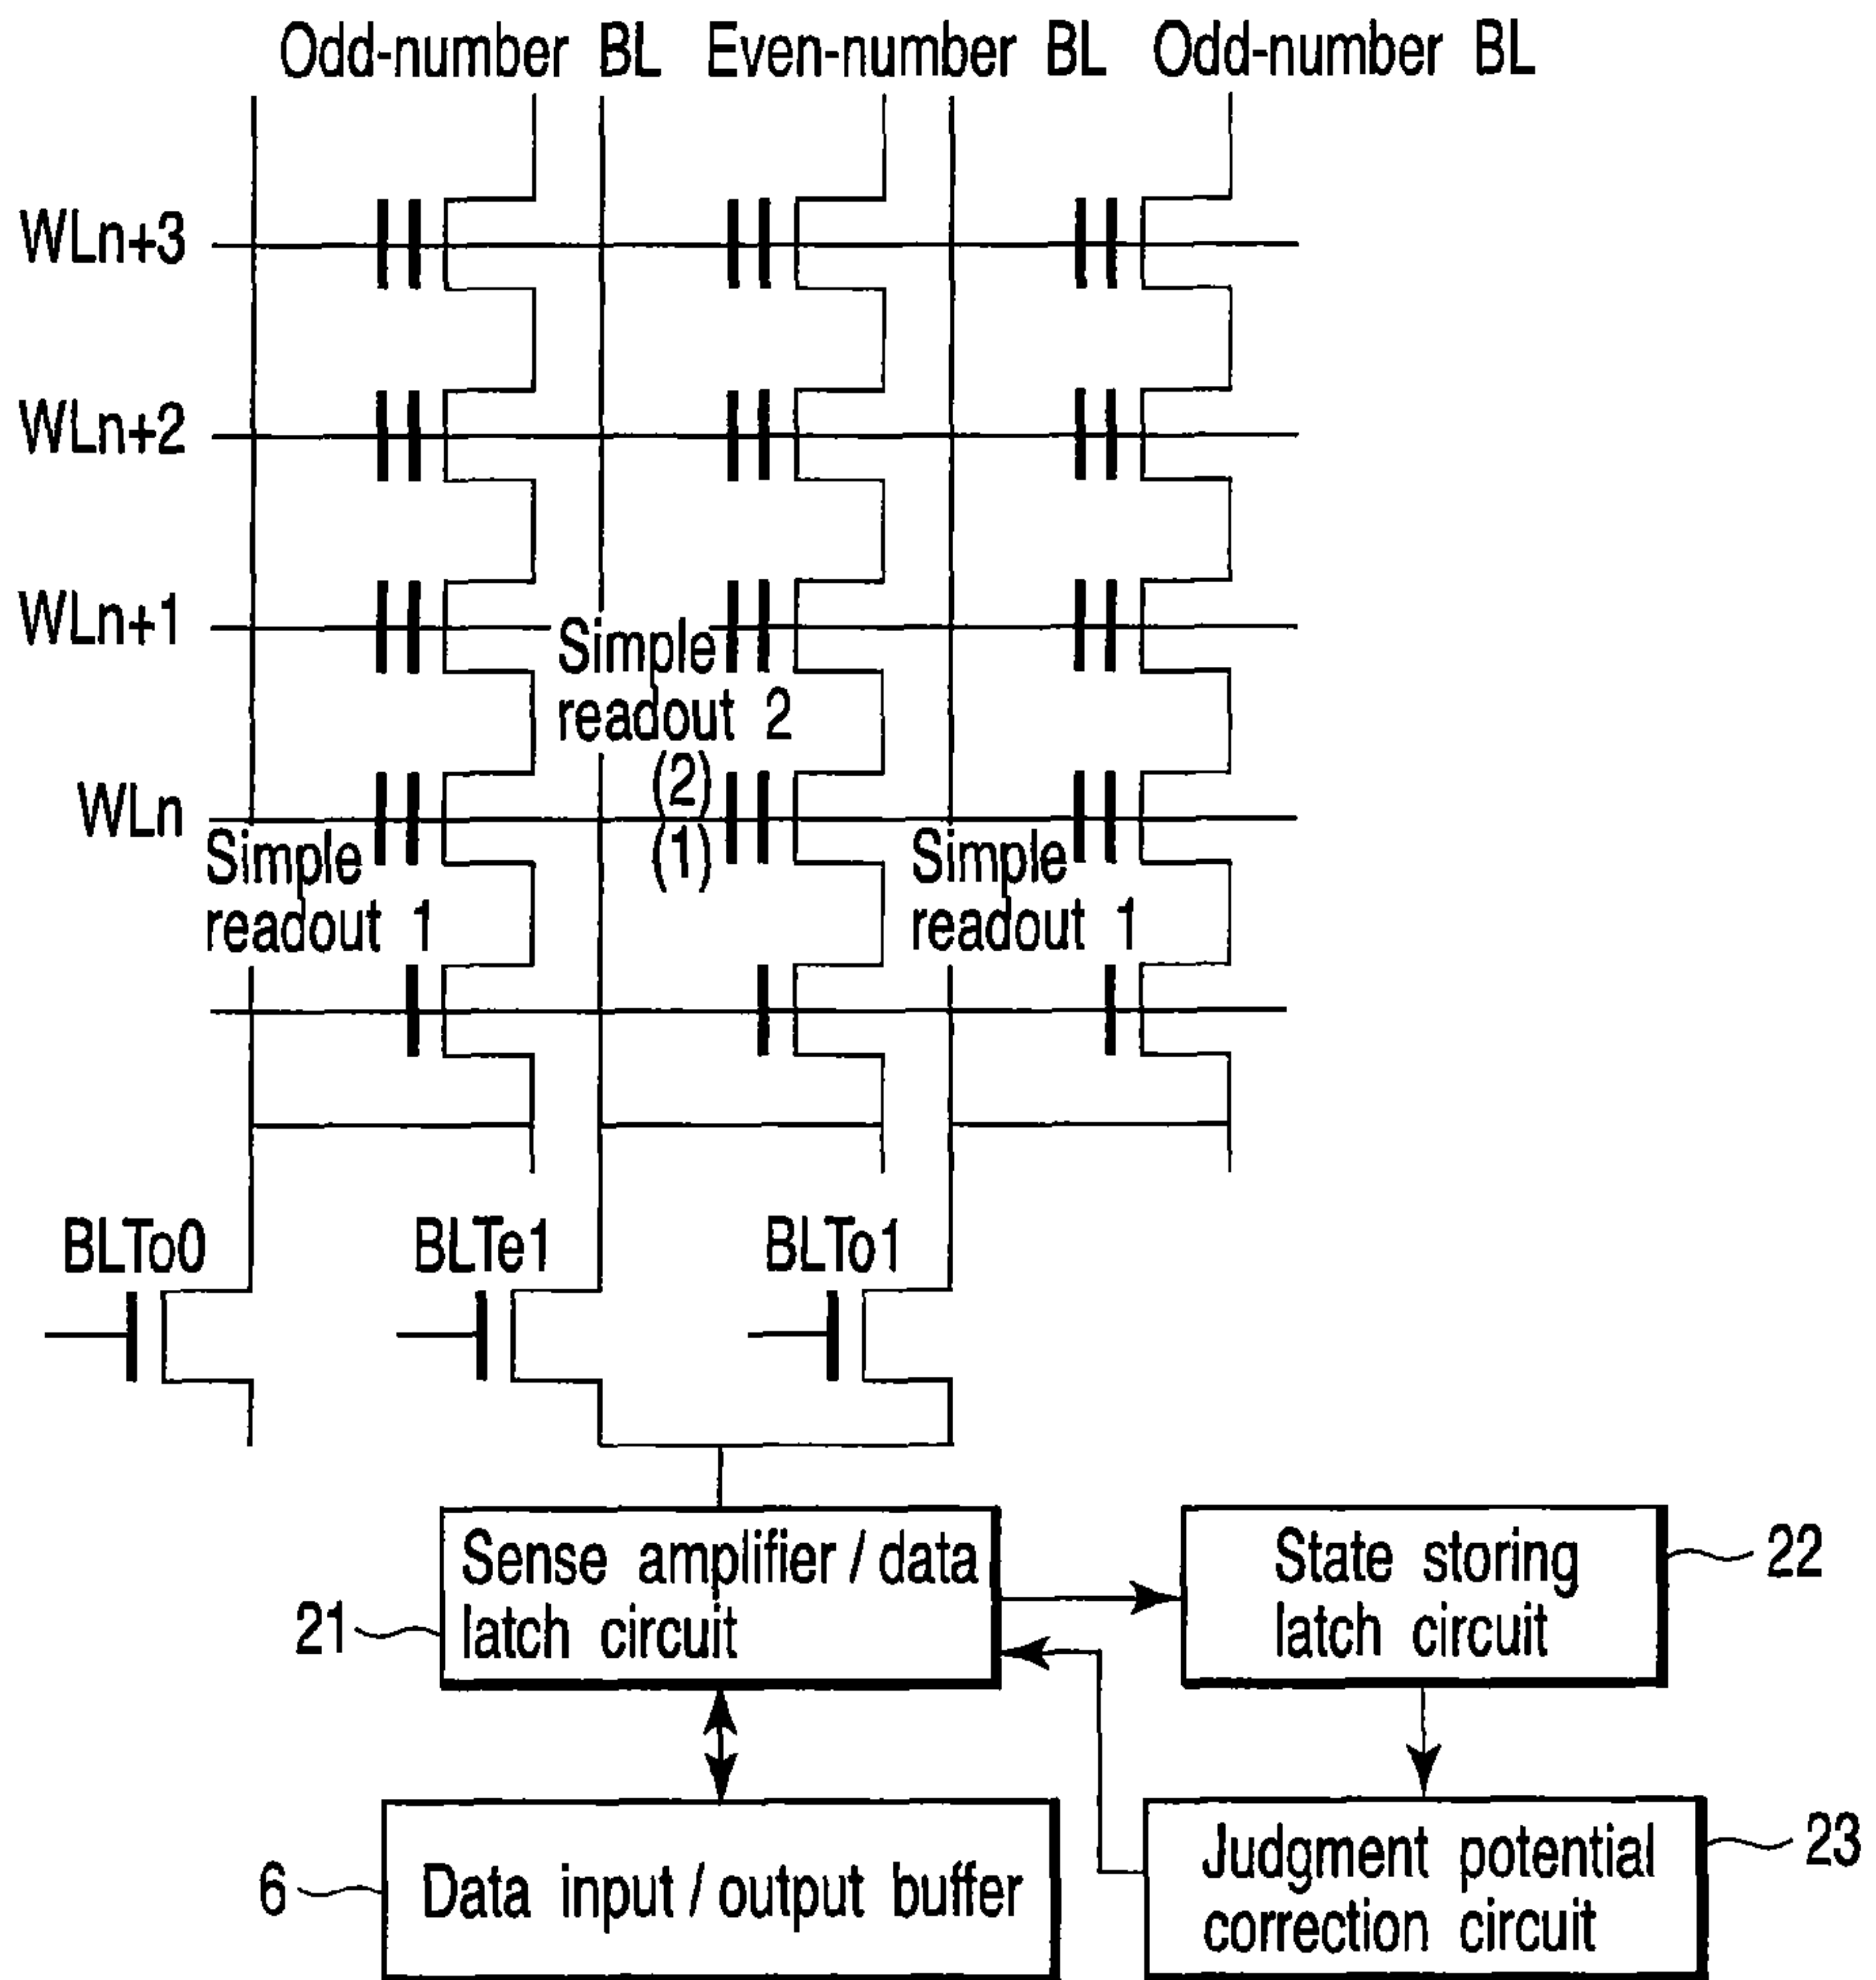 Odd-number BL
Even-number BL
Odd-number BL
WLn+3
WLn+2
WLn+1
Simple
readout 2
(2)
WLn
(1)
Simple
readout 1
Simple
readout 1
BLTo0
BLTe1
BLTo1
Sense amplifier / data
latch circuit
21
State storing
latch circuit
22
Data input / output buffer
6
Judgment potential
correction circuit
23